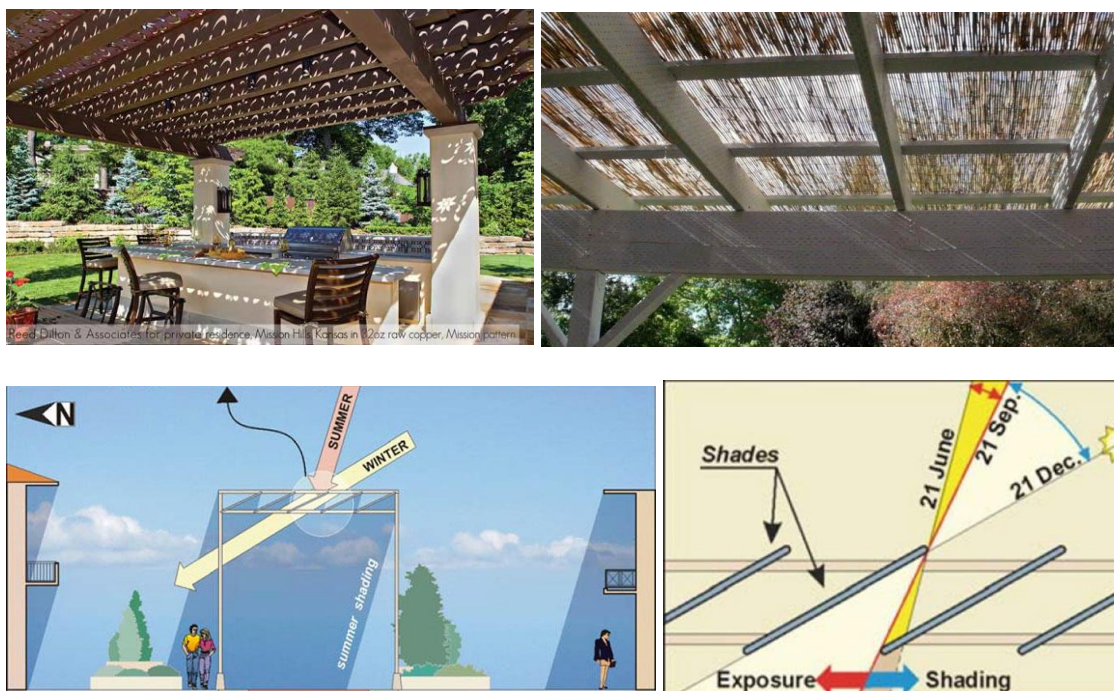 Reed Dillon & Associates for private residence, Mission Hills, Kansas in 32oz raw copper, Mission pattern
N
SUMMER
WINTER
summer shading
Shades
21 June
21 Sep.
21 Dec.
Exposure
Shading